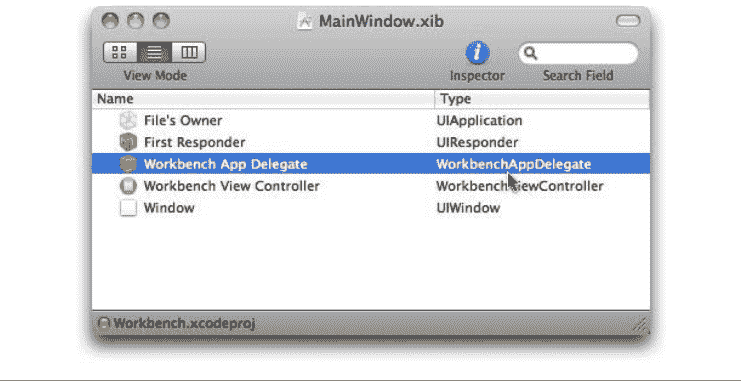 MainWindow.xib
View Mode Inspector Search Field
Name Type
File's Owner UIApplication
First Responder UIResponder
Workbench App Delegate WorkbenchAppDelegate
Workbench View Controller WorkbenchViewController
Window UIWindow
Workbench.xcodeproj